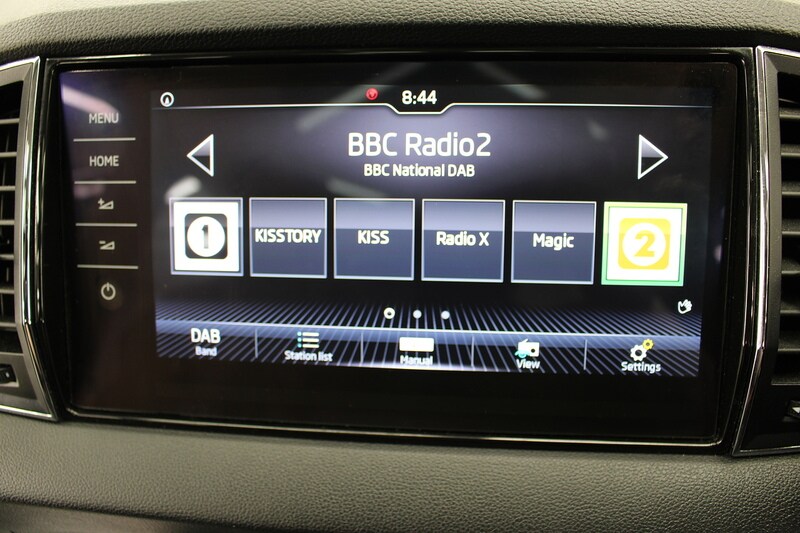 8:44
MENU
BBC Radio2
HOME
BBC National DAB
1
KISSTORY
KISS
Radio X
Magic
2
DAB
Band
Station list
Manual
View
Settings